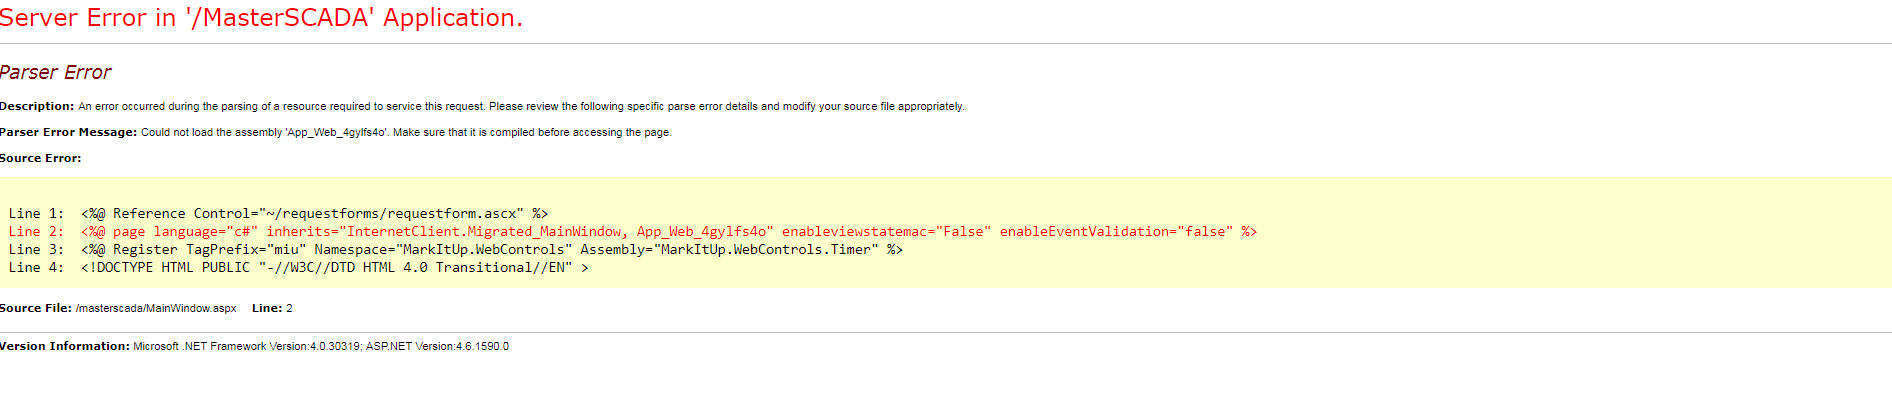 Server Error in '/MasterSCADA' Application.
Parser Error
Description: An error occurred during the parsing of a resource required to service this request. Please review the following specific parse error details and modify your source file appropriately.
Parser Error Message: Could not load the assembly 'App_Web_4gylfs4o'. Make sure that it is compiled before accessing the page.
Source Error:
Line 1:  <%@ Reference Control="~/requestforms/requestform.ascx" %>
Line 2:  <%@ page language="c#" inherits="InternetClient.Migrated_MainWindow, App_Web_4gylfs4o" enableviewstatemac="False" enableEventValidation="false" %>
Line 3:  <%@ Register TagPrefix="miu" Namespace="MarkItUp.WebControls" Assembly="MarkItUp.WebControls.Timer" %>
Line 4:  <!DOCTYPE HTML PUBLIC "-//W3C//DTD HTML 4.0 Transitional//EN" >
Source File: /masterscada/MainWindow.aspx    Line: 2
Version Information: Microsoft .NET Framework Version:4.0.30319; ASP.NET Version:4.6.1590.0